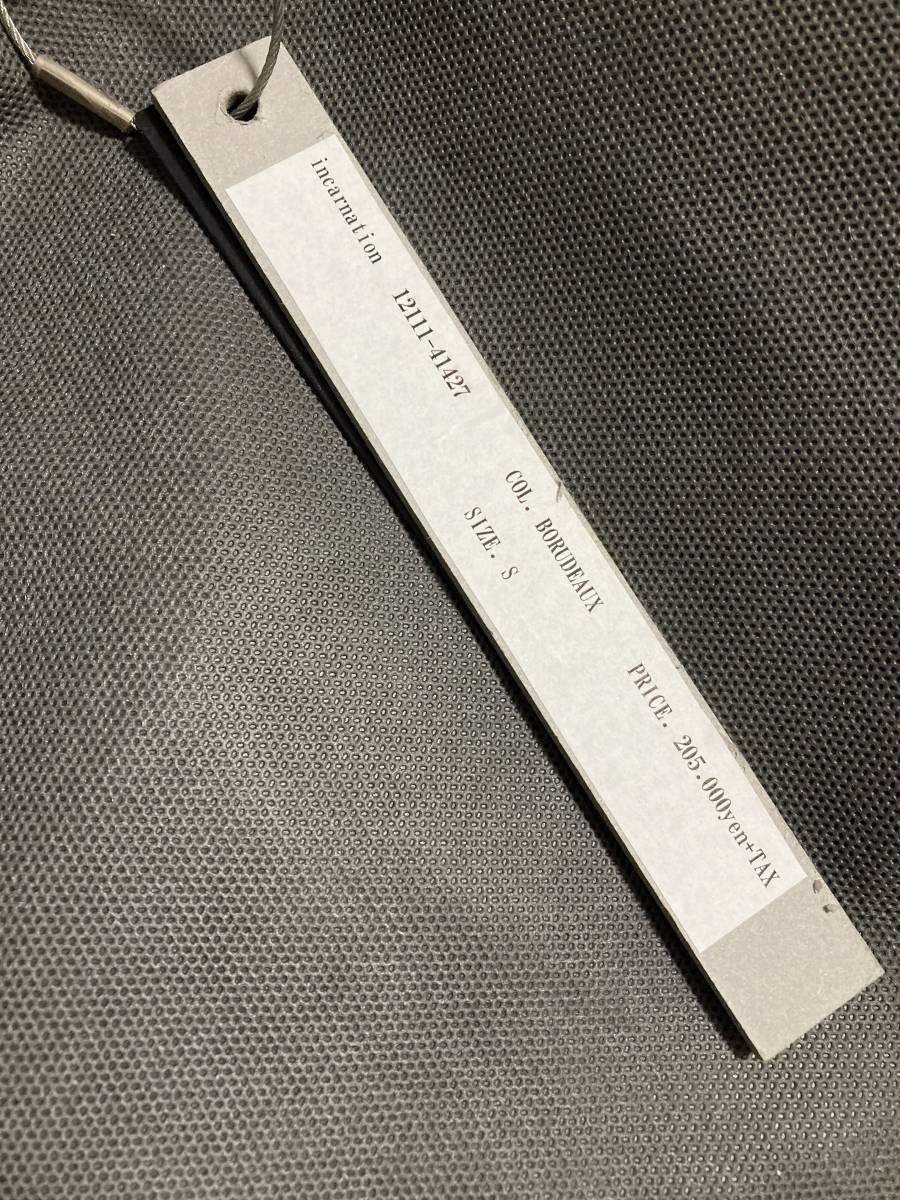 incarnation 12111-41427
COL. BORUDEAUX PRICE. 205.000yen+TAX
SIZE. S